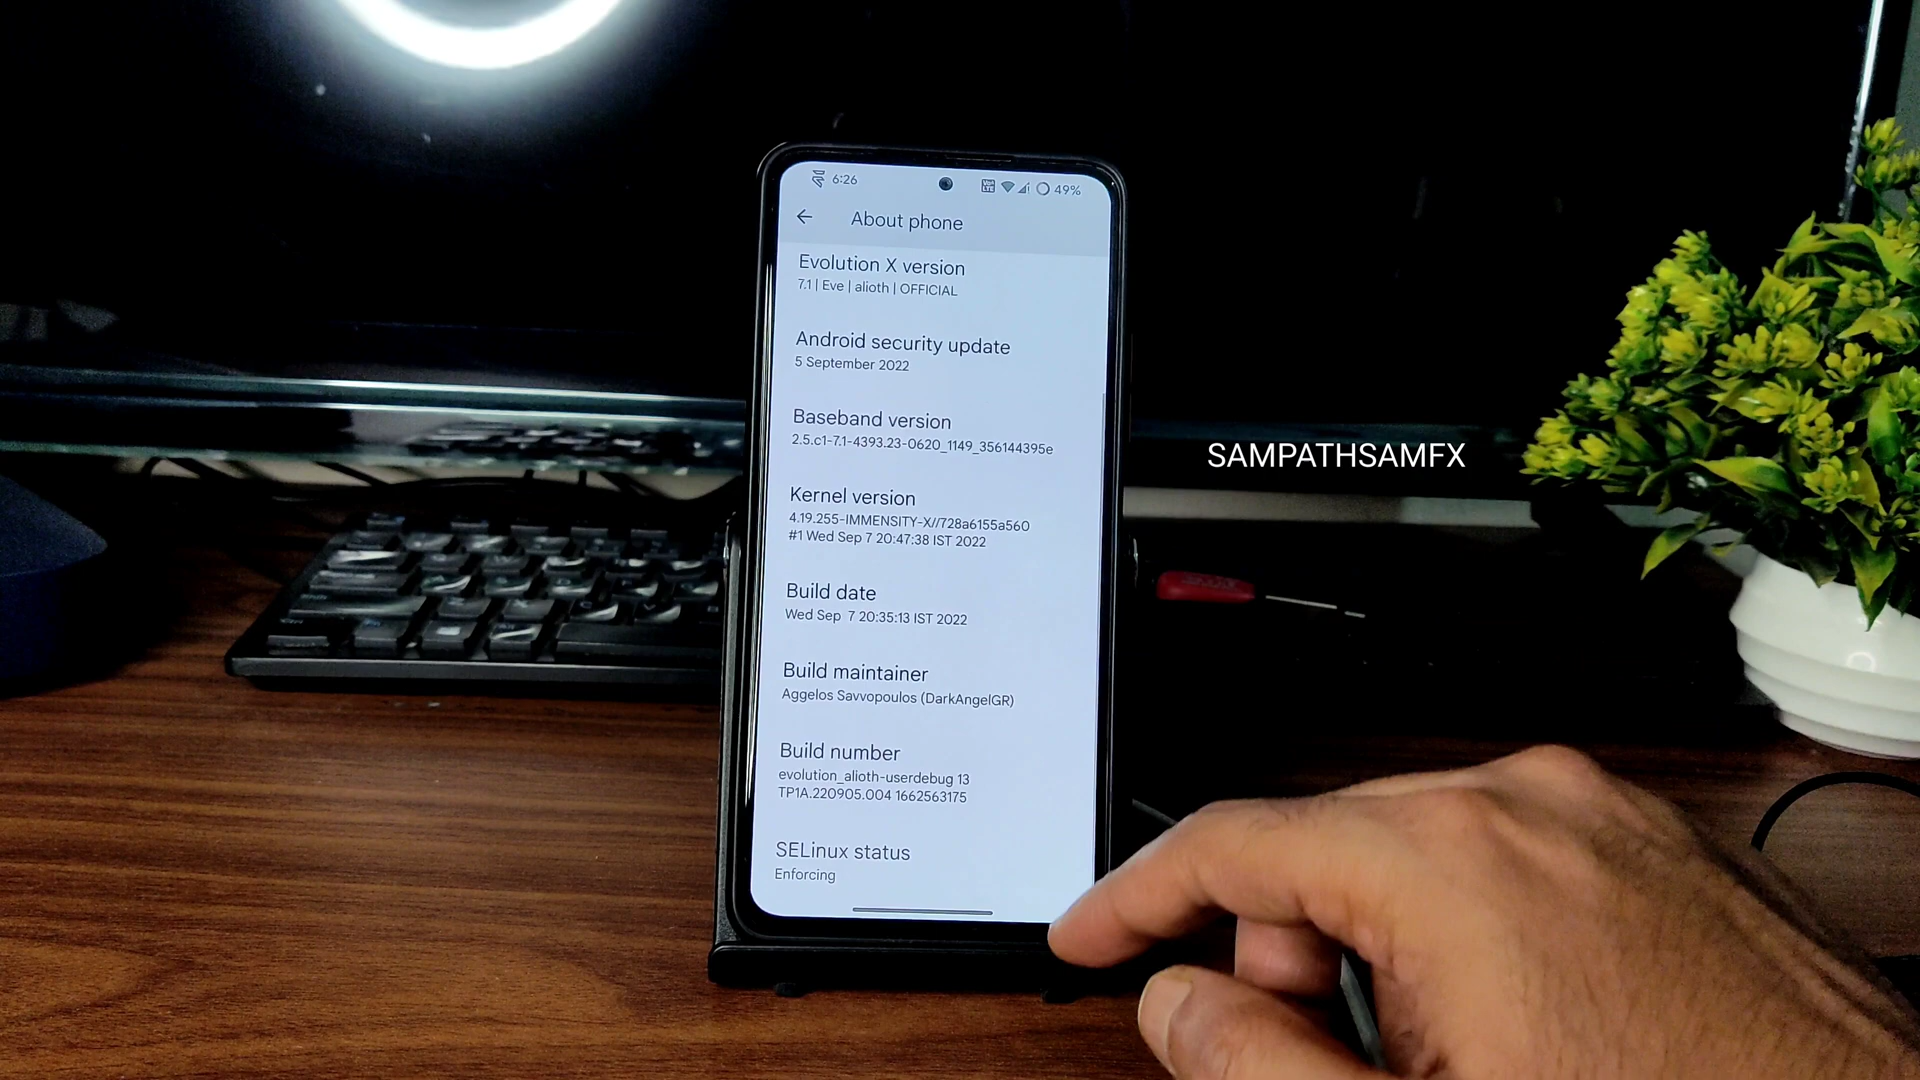 6:26
49%
About phone
Evolution X version
7.1 | Eve | alioth | OFFICIAL
Android security update
5 September 2022
Baseband version
2.5.c1-7.1-4393.23-0620_1149_356144395e
Kernel version
4.19.255-IMMENSITY-X//728a6155a560
#1 Wed Sep 7 20:47:38 IST 2022
Build date
Wed Sep  7 20:35:13 IST 2022
Build maintainer
Aggelos Savvopoulos (DarkAngelGR)
Build number
evolution_alioth-userdebug 13
TP1A.220905.004 1662563175
SELinux status
Enforcing
SAMPATHSAMFX